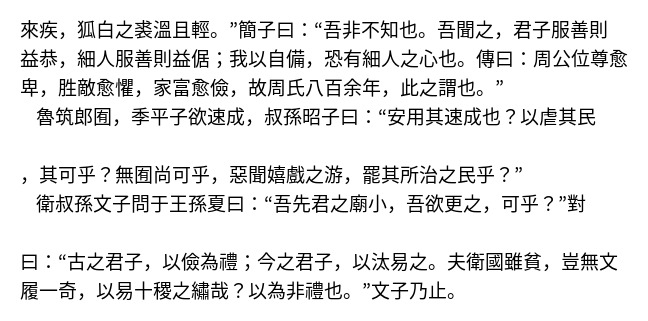 來疾，狐白之裘溫且輕。”簡子曰：“吾非不知也。吾聞之，君子服善則
益恭，細人服善則益倨；我以自備，恐有細人之心也。傳曰：周公位尊愈
卑，胜敵愈懼，家富愈儉，故周氏八百余年，此之謂也。”
魯筑郎囿，季平子欲速成，叔孫昭子曰：“安用其速成也？以虐其民
，其可乎？無囿尚可乎，惡聞嬉戲之游，罷其所治之民乎？”
衛叔孫文子問于王孫夏曰：“吾先君之廟小，吾欲更之，可乎？”對
曰：“古之君子，以儉為禮；今之君子，以汰易之。夫衛國雖貧，豈無文
履一奇，以易十稷之繡哉？以為非禮也。”文子乃止。